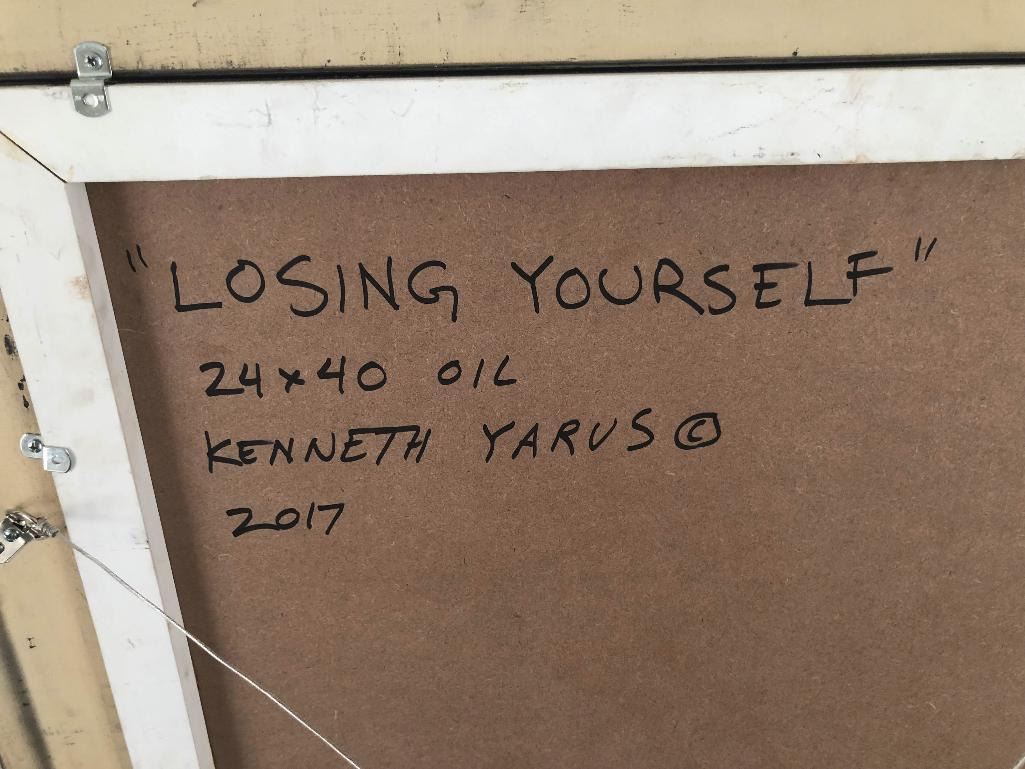 "LOSING YOURSELF"
24x40 OIL
KENNETH YARUS ©
2017